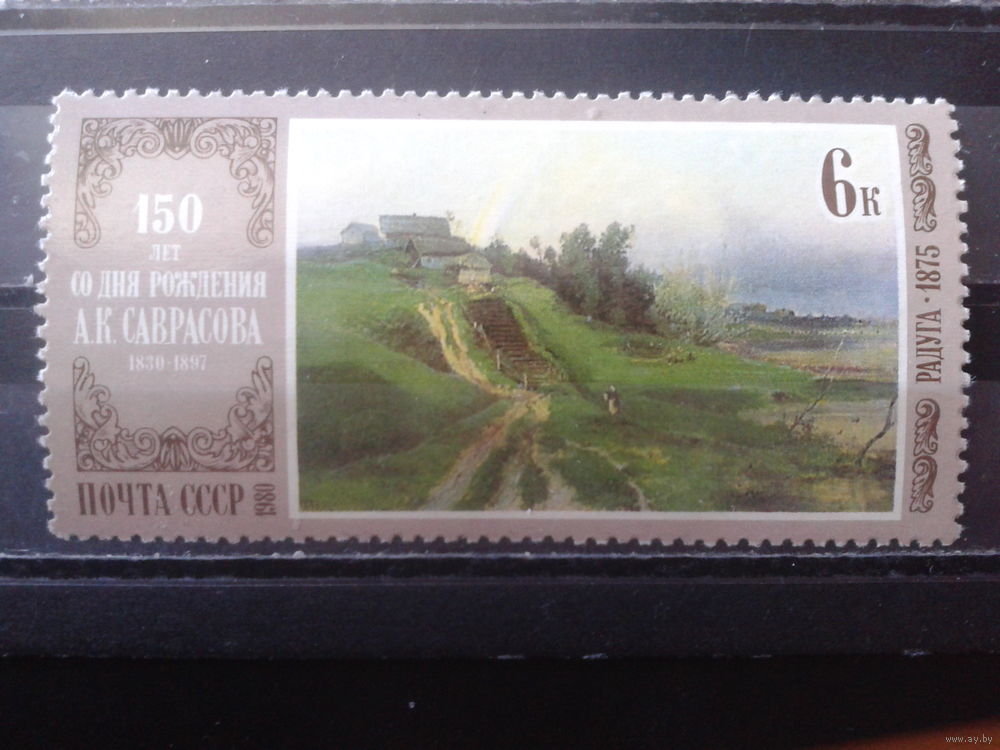 150
ЛЕТ
СО ДНЯ РОЖДЕНИЯ
А.К. САВРАСОВА
1830-1897
ПОЧТА СССР
1980
6к
РАДУГА · 1875
www.ay.by